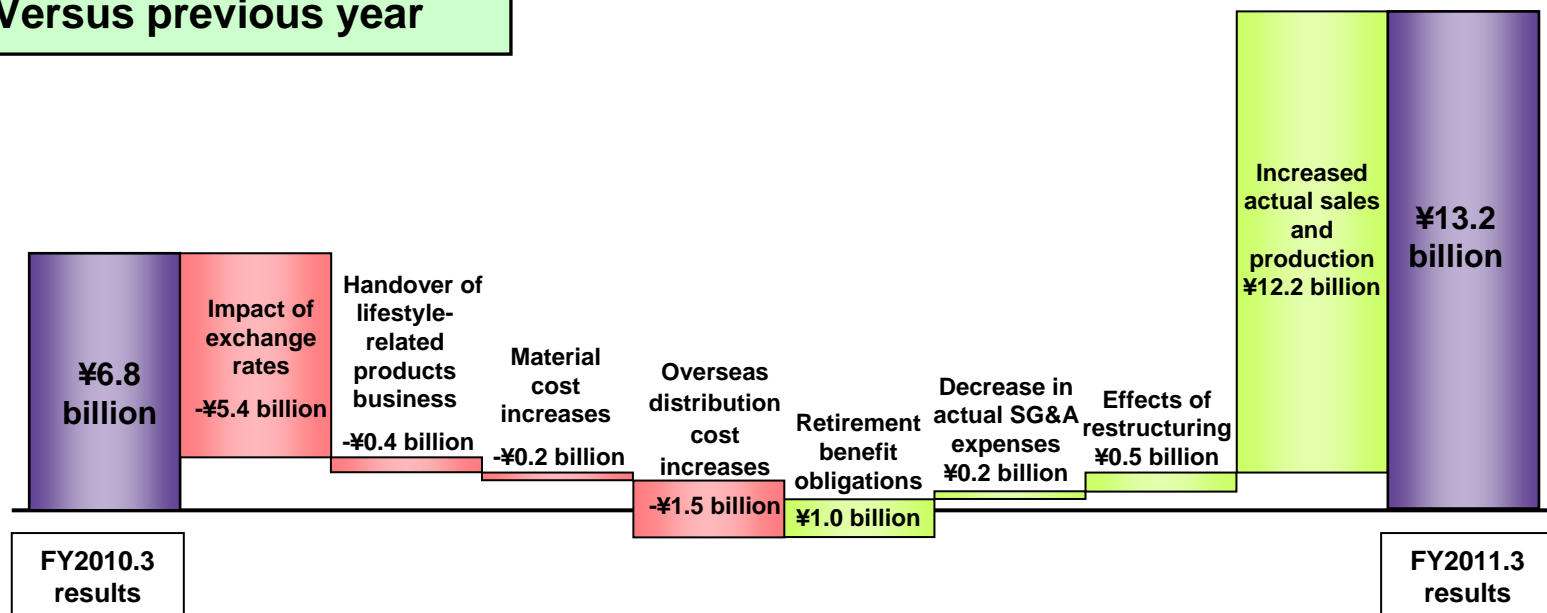 Versus previous year
¥6.8
billion
Impact of
exchange
rates
-¥5.4 billion
Handover of
lifestyle-
related
products
business
-¥0.4 billion
Material
cost
increases
-¥0.2 billion
Overseas
distribution
cost
increases
-¥1.5 billion
Retirement
benefit
obligations
¥1.0 billion
Decrease in
actual SG&A
expenses
¥0.2 billion
Effects of
restructuring
¥0.5 billion
Increased
actual sales
and
production
¥12.2 billion
¥13.2
billion
FY2010.3
results
FY2011.3
results